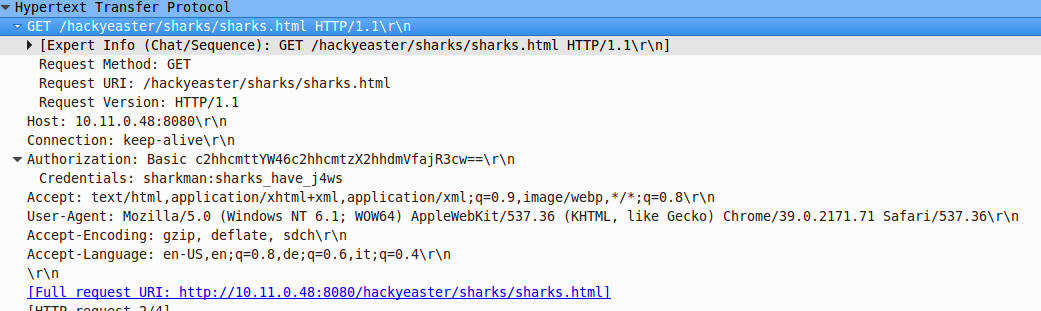 Hypertext Transfer Protocol
GET /hackyeaster/sharks/sharks.html HTTP/1.1\r\n
[Expert Info (Chat/Sequence): GET /hackyeaster/sharks/sharks.html HTTP/1.1\r\n]
Request Method: GET
Request URI: /hackyeaster/sharks/sharks.html
Request Version: HTTP/1.1
Host: 10.11.0.48:8080\r\n
Connection: keep-alive\r\n
Authorization: Basic c2hhcmttYW46c2hhcmtzX2hhdmVfajR3cw==\r\n
Credentials: sharkman:sharks_have_j4ws
Accept: text/html,application/xhtml+xml,application/xml;q=0.9,image/webp,*/*;q=0.8\r\n
User-Agent: Mozilla/5.0 (Windows NT 6.1; WOW64) AppleWebKit/537.36 (KHTML, like Gecko) Chrome/39.0.2171.71 Safari/537.36\r\n
Accept-Encoding: gzip, deflate, sdch\r\n
Accept-Language: en-US,en;q=0.8,de;q=0.6,it;q=0.4\r\n
\r\n
[Full request URI: http://10.11.0.48:8080/hackyeaster/sharks/sharks.html]
[HTTP request 2/4]